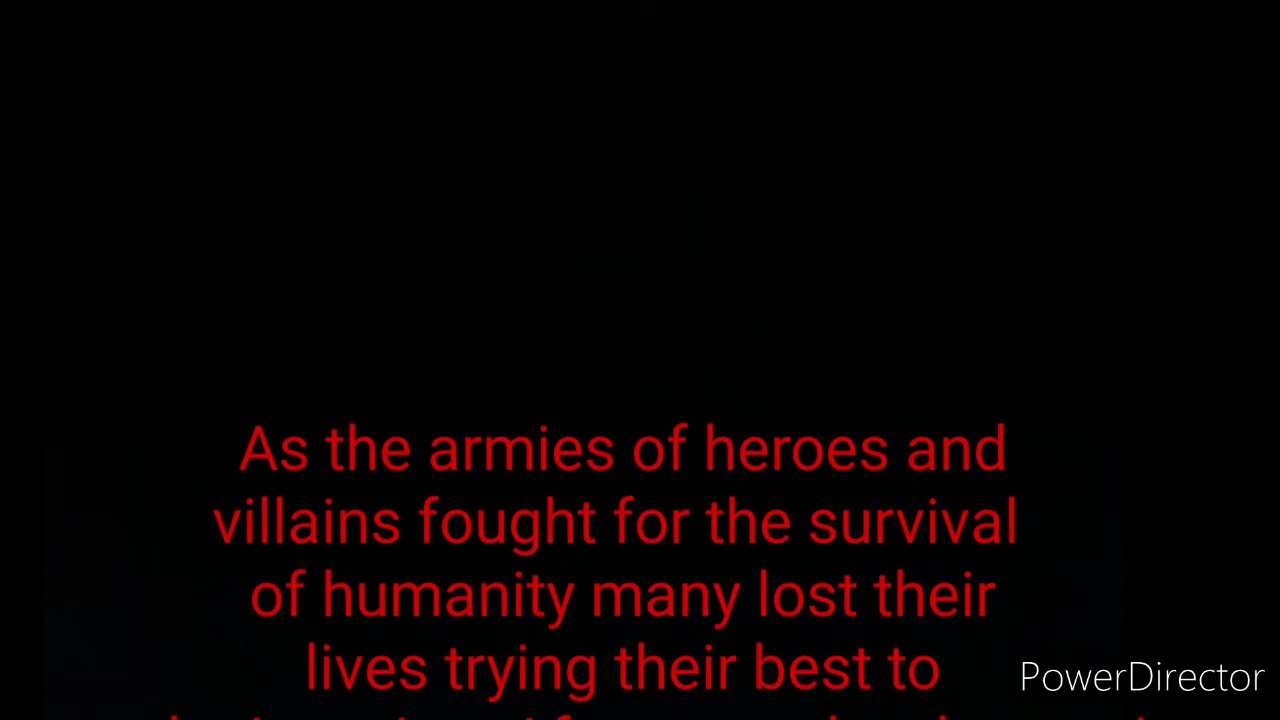 As the armies of heroes and
villains fought for the survival
of humanity many lost their
lives trying their best to
PowerDirector